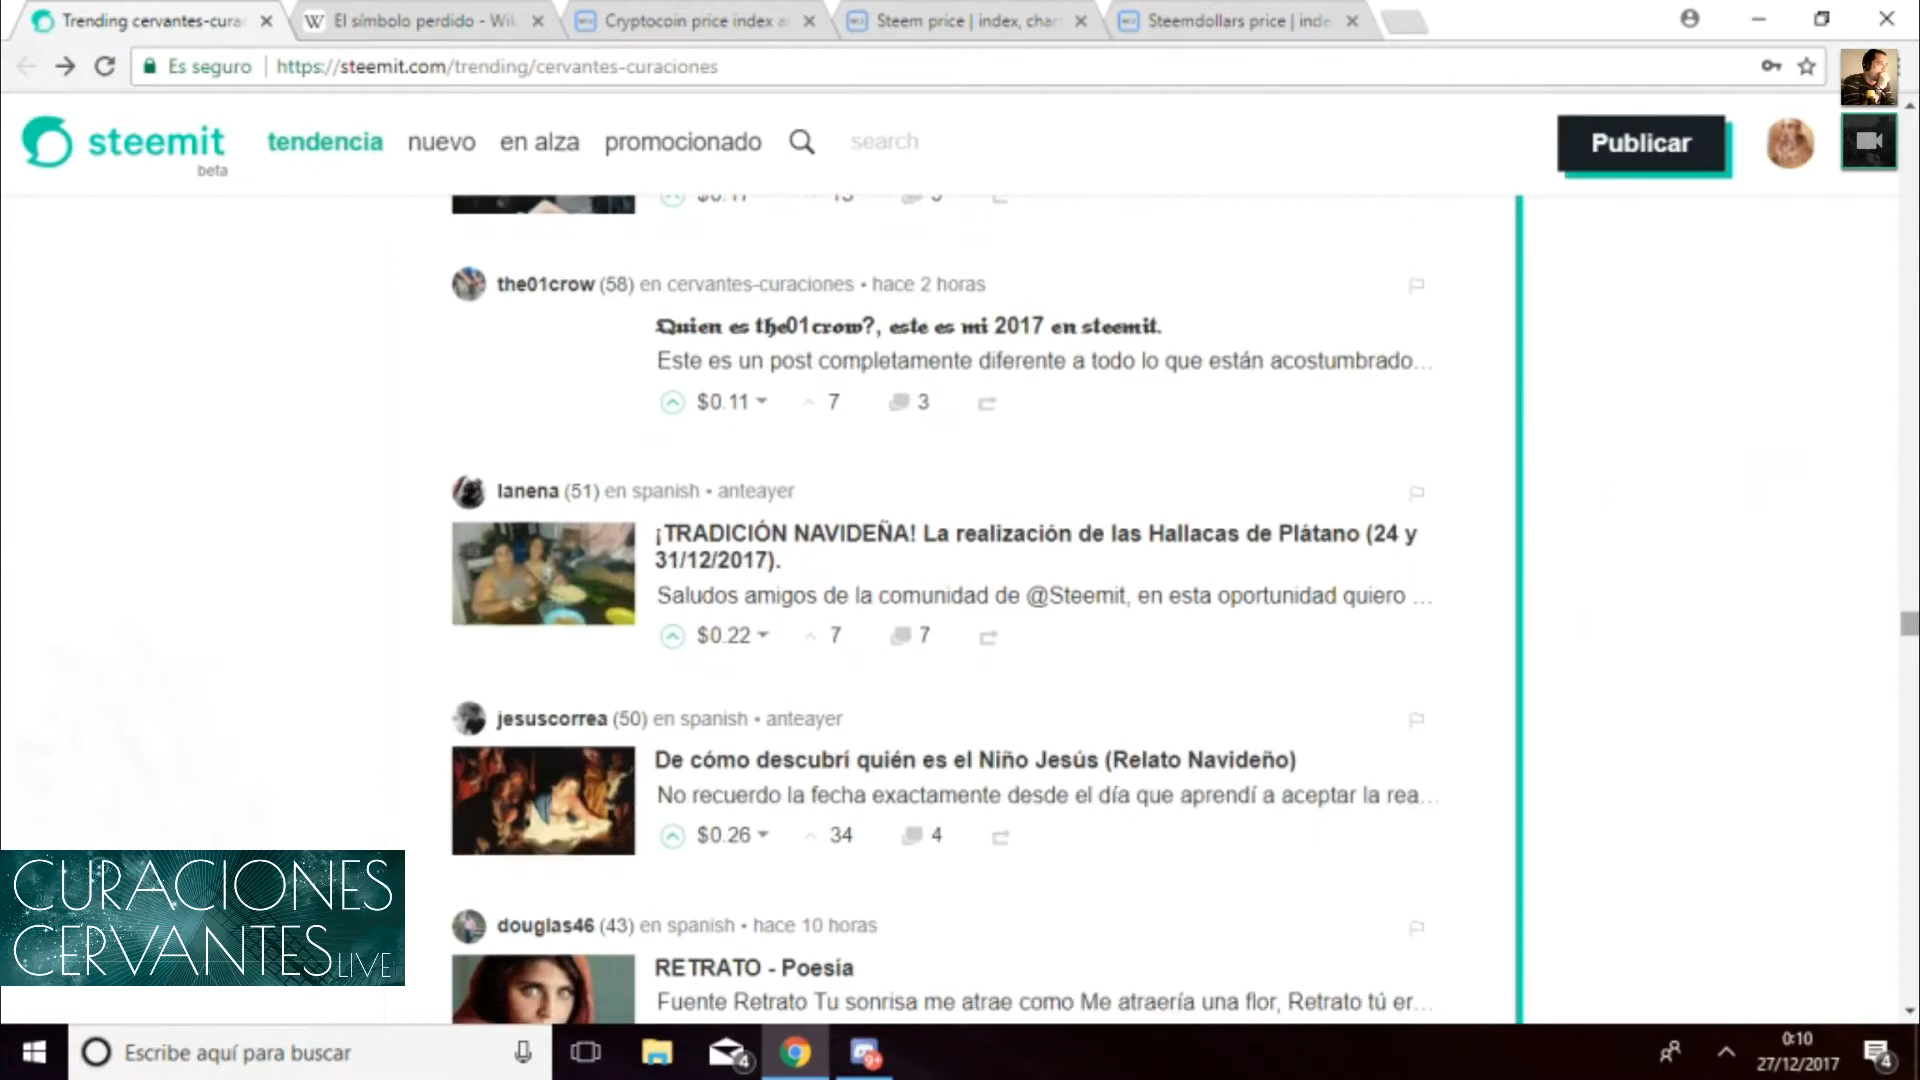 Trending cervantes-cura
El símbolo perdido - Wik
Cryptocoin price index a
Steem price | index, char
Steemdollars price | inde
Es seguro
https://steemit.com/trending/cervantes-curaciones
steemit
beta
tendencia
nuevo
en alza
promocionado
search
Publicar
$0.17 13
the01crow (58) en cervantes-curaciones • hace 2 horas
Quien es the01crow?, este es mi 2017 en steemit.
Este es un post completamente diferente a todo lo que están acostumbrado...
$0.11 7 3
lanena (51) en spanish • anteayer
¡TRADICIÓN NAVIDEÑA! La realización de las Hallacas de Plátano (24 y
31/12/2017).
Saludos amigos de la comunidad de @Steemit, en esta oportunidad quiero ...
$0.22 7 7
jesuscorrea (50) en spanish • anteayer
De cómo descubrí quién es el Niño Jesús (Relato Navideño)
No recuerdo la fecha exactamente desde el día que aprendí a aceptar la rea...
$0.26 34 4
douglas46 (43) en spanish • hace 10 horas
RETRATO - Poesía
Fuente Retrato Tu sonrisa me atrae como Me atraería una flor, Retrato tú er...
CURACIONES
CERVANTES LIVE
Escribe aquí para buscar
4
9+
0:10
27/12/2017
4